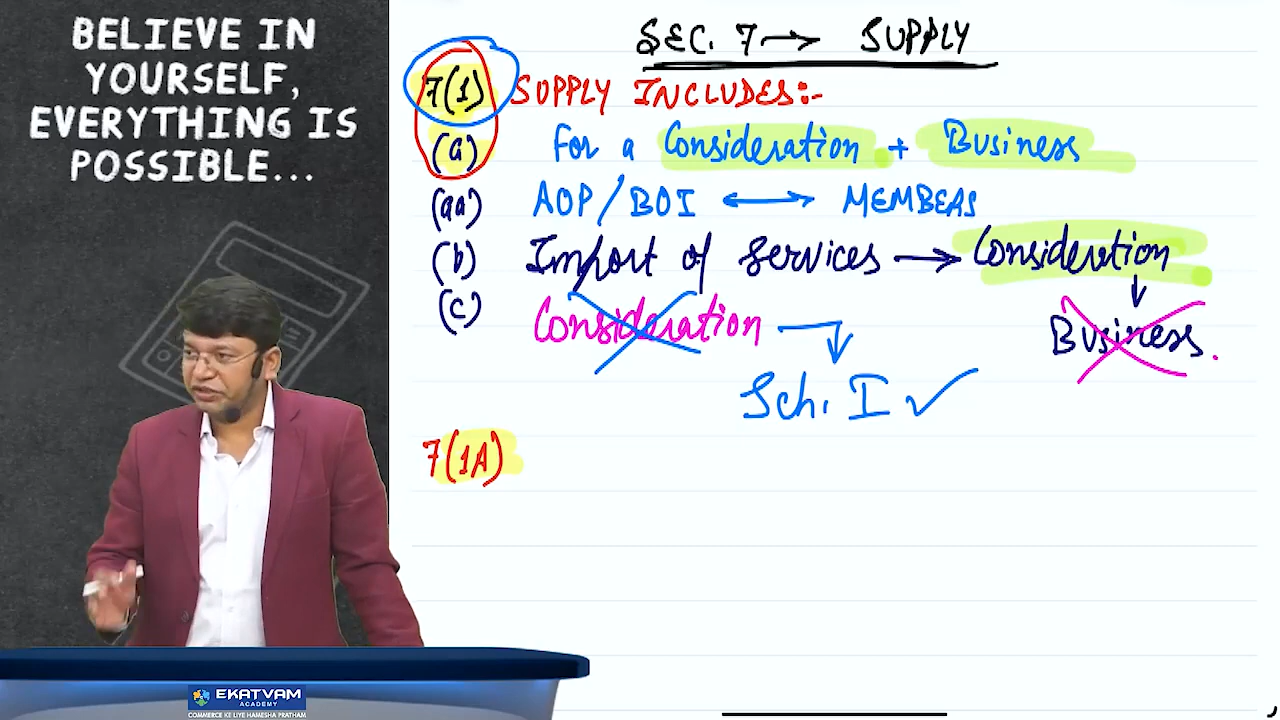 BELIEVE IN
YOURSELF,
EVERYTHING IS
POSSIBLE...
SEC. 7 → SUPPLY
7(1) SUPPLY INCLUDES:-
(a) For a Consideration + Business
(aa) AOP/BOI ↔ MEMBERS
(b) Import of Services → Consideration
↓
Business.
(c) Consideration
↓
Sch. I ✓
7(1A)
EKATVAM
ACADEMY
COMMERCE KE LIYE HAMESHA PRATHAM